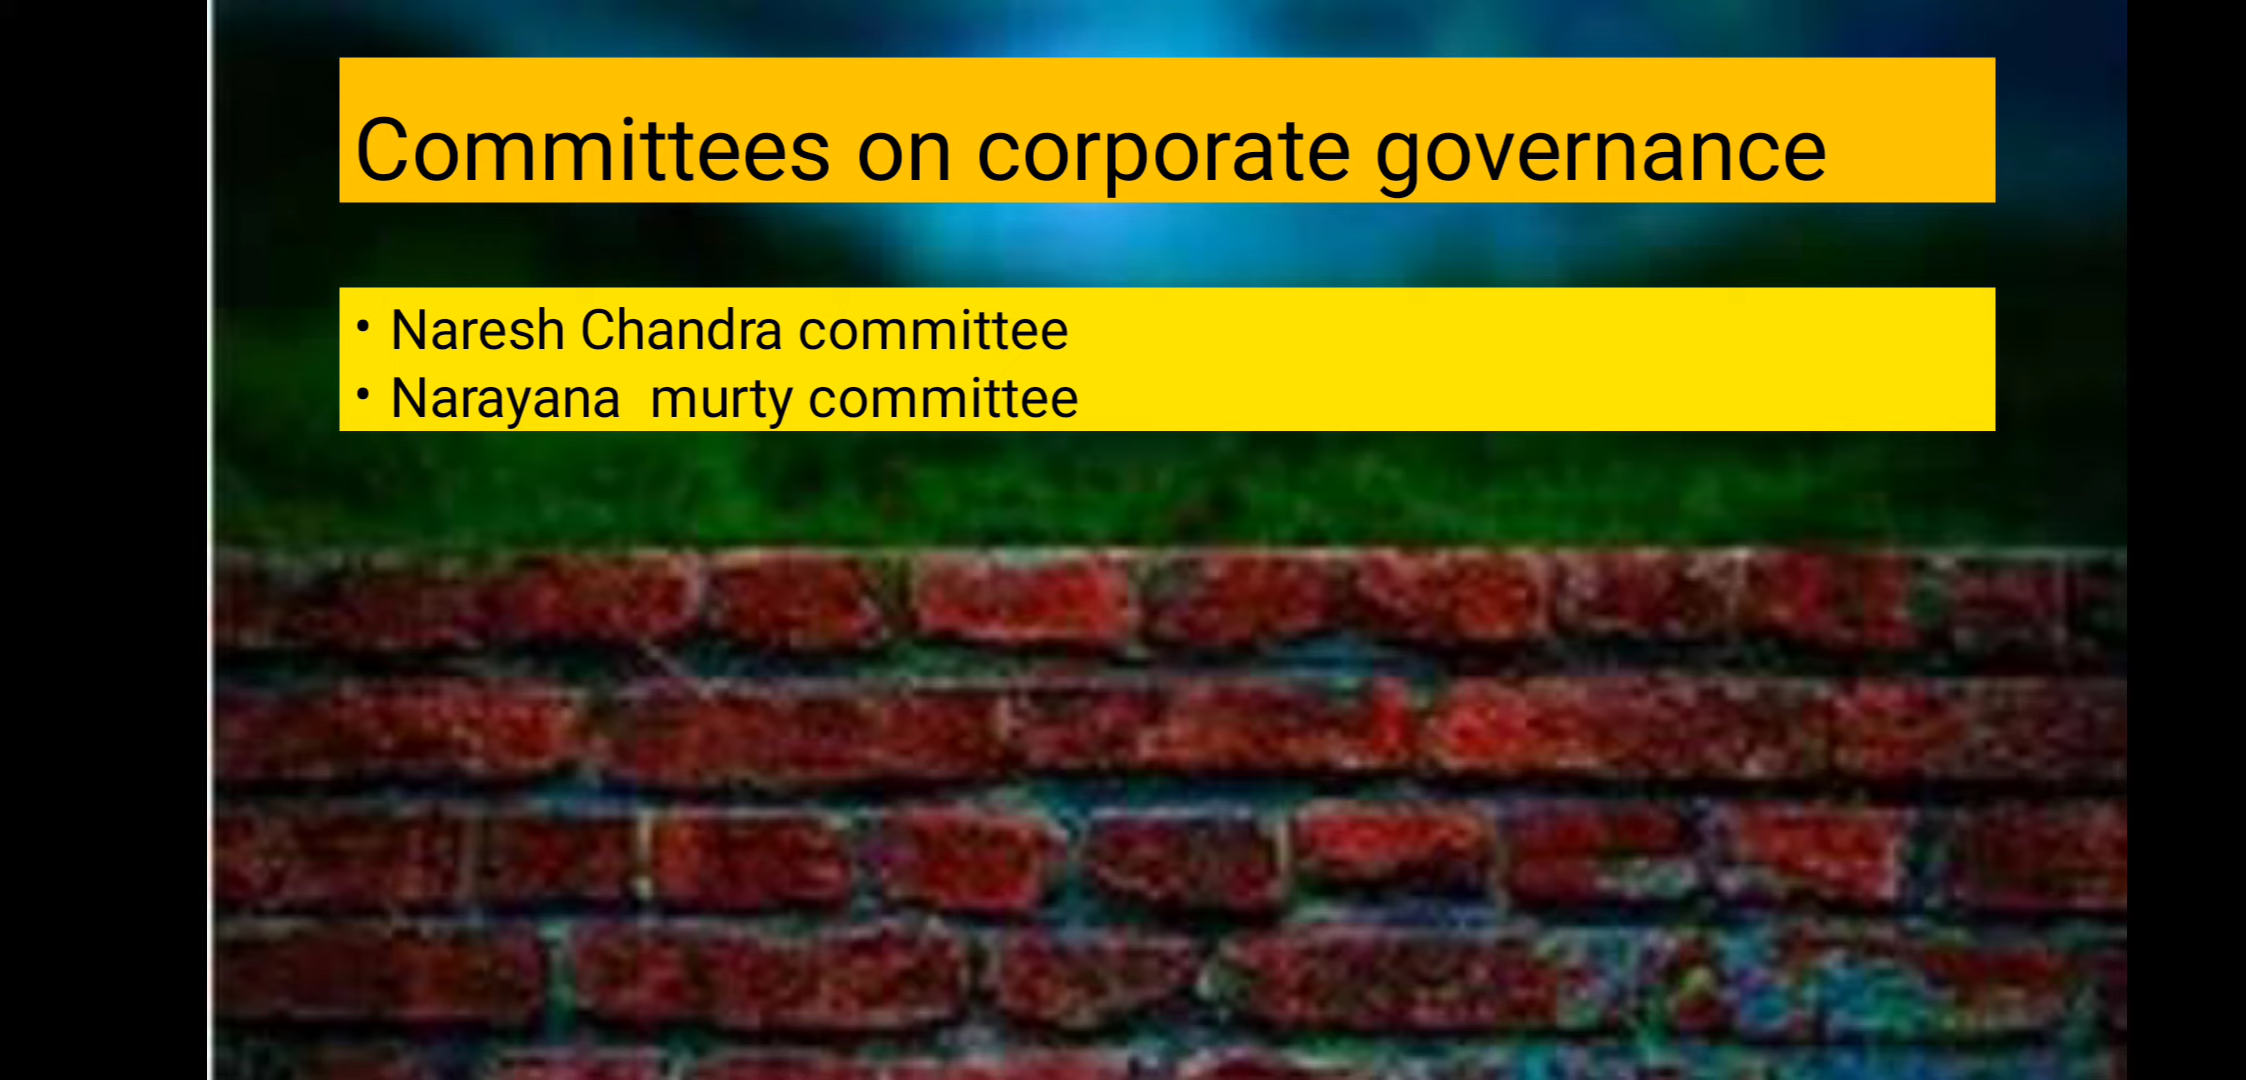 Committees on corporate governance
• Naresh Chandra committee
• Narayana  murty committee